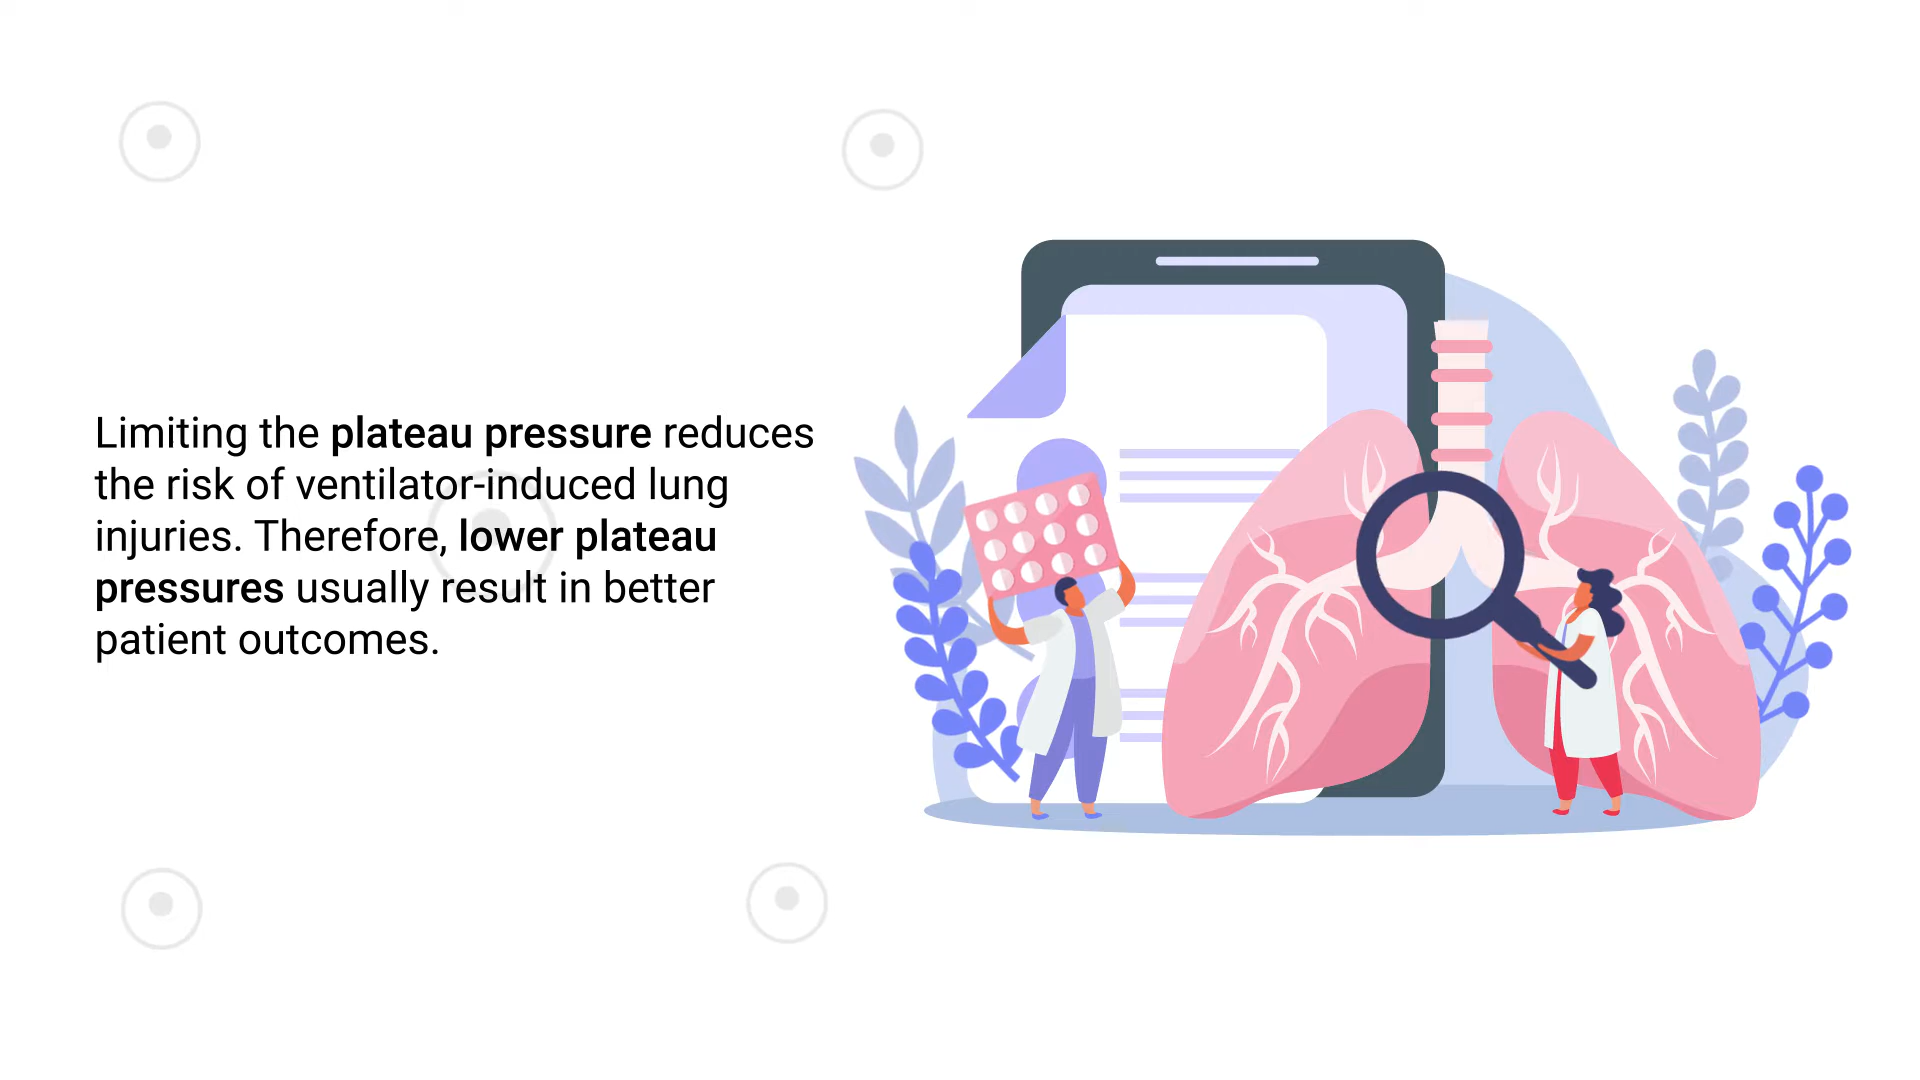 Limiting the plateau pressure reduces
the risk of ventilator-induced lung
injuries. Therefore, lower plateau
pressures usually result in better
patient outcomes.